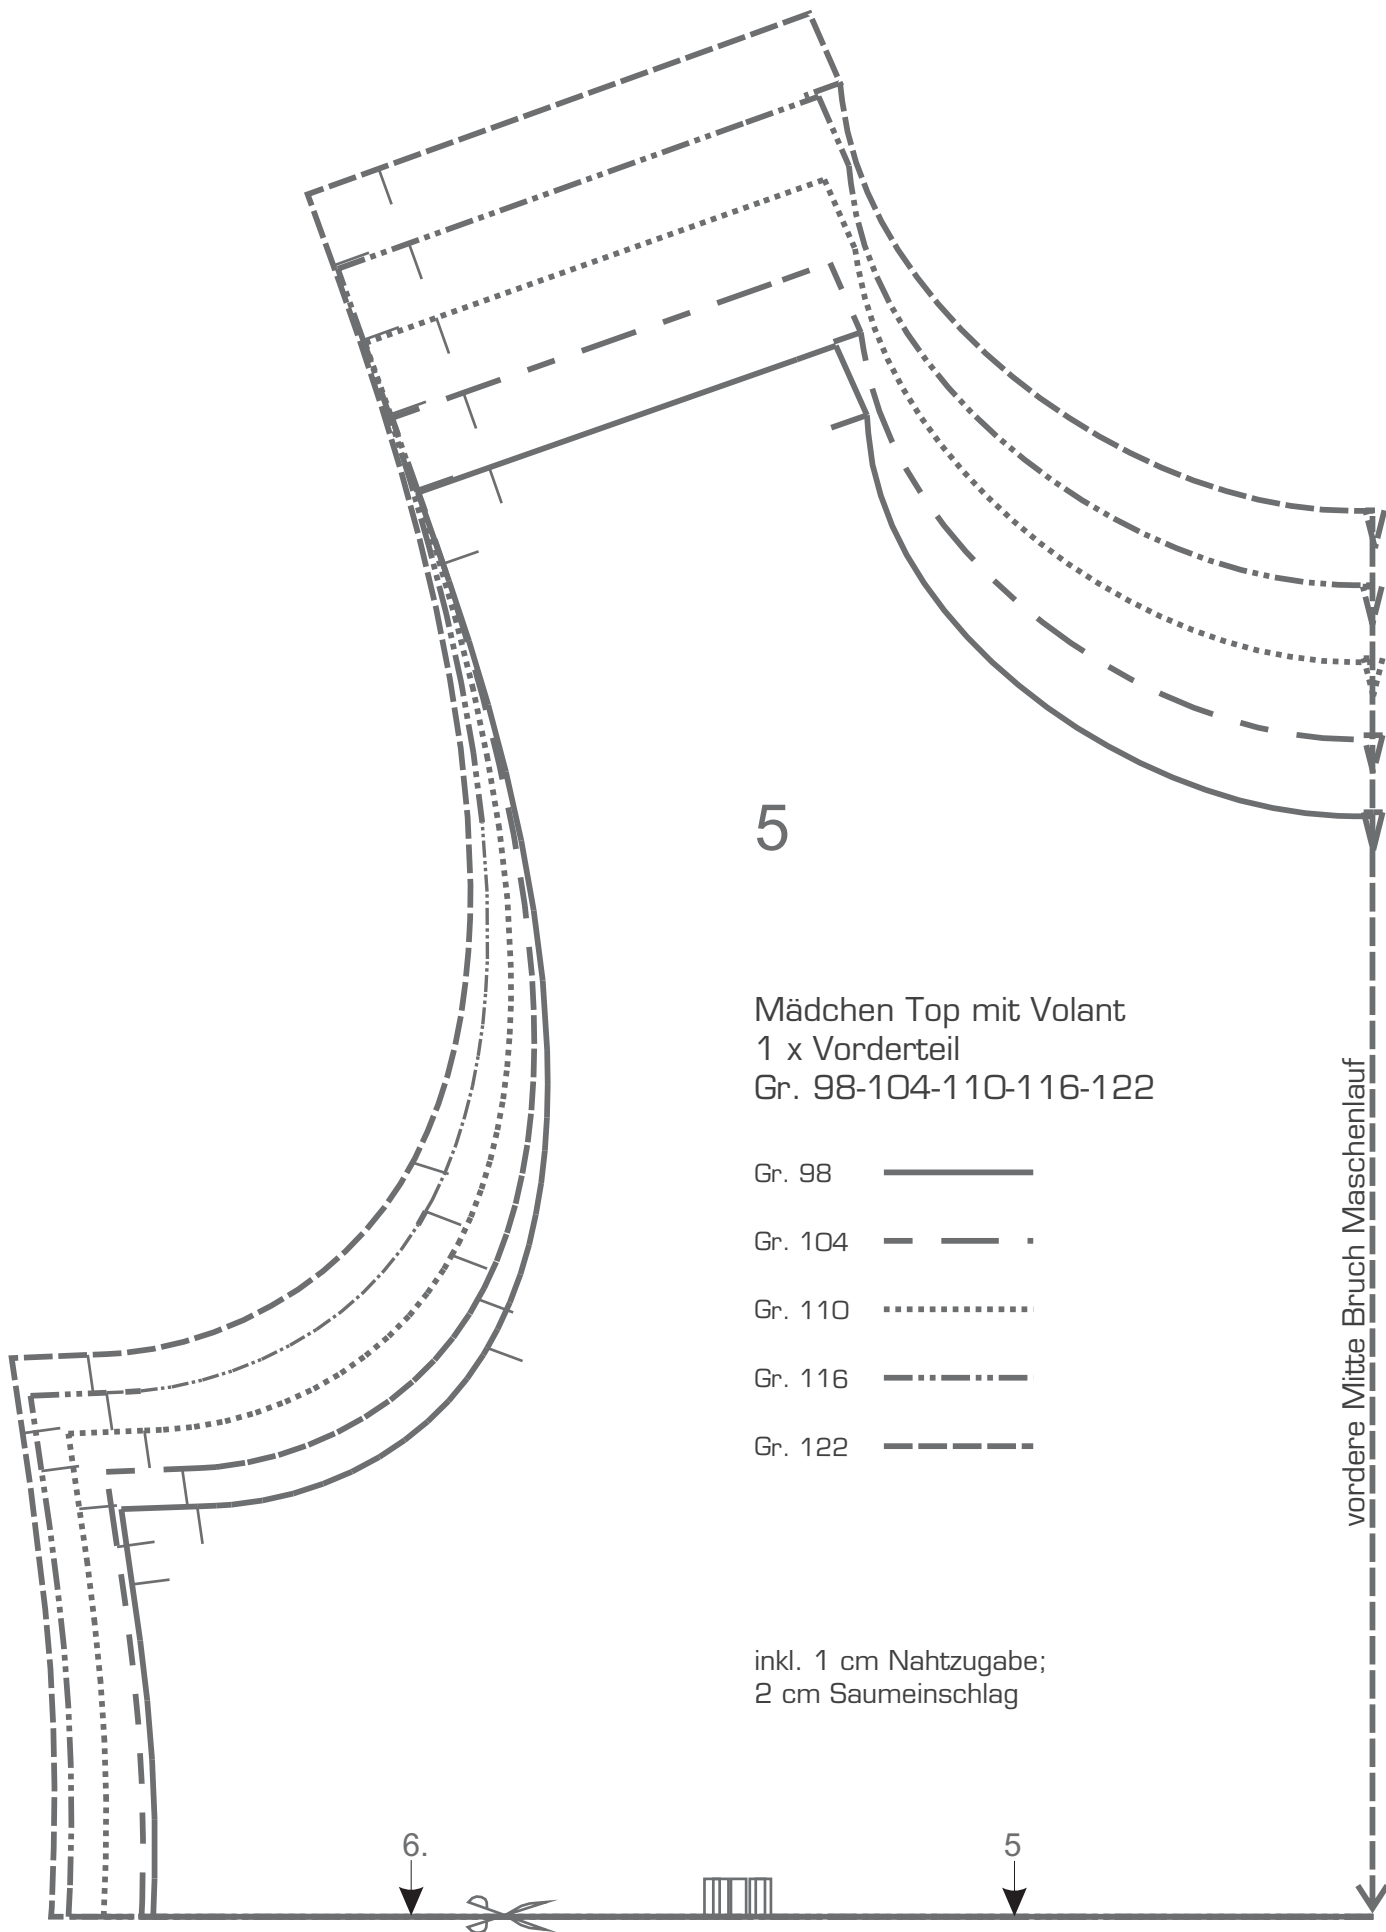 5
Mädchen Top mit Volant
1 x Vorderteil
Gr. 98-104-110-116-122
Gr. 98
Gr. 104
Gr. 110
Gr. 116
Gr. 122
vordere Mitte Bruch Maschenlauf
inkl. 1 cm Nahtzugabe;
2 cm Saumeinschlag
6.
5